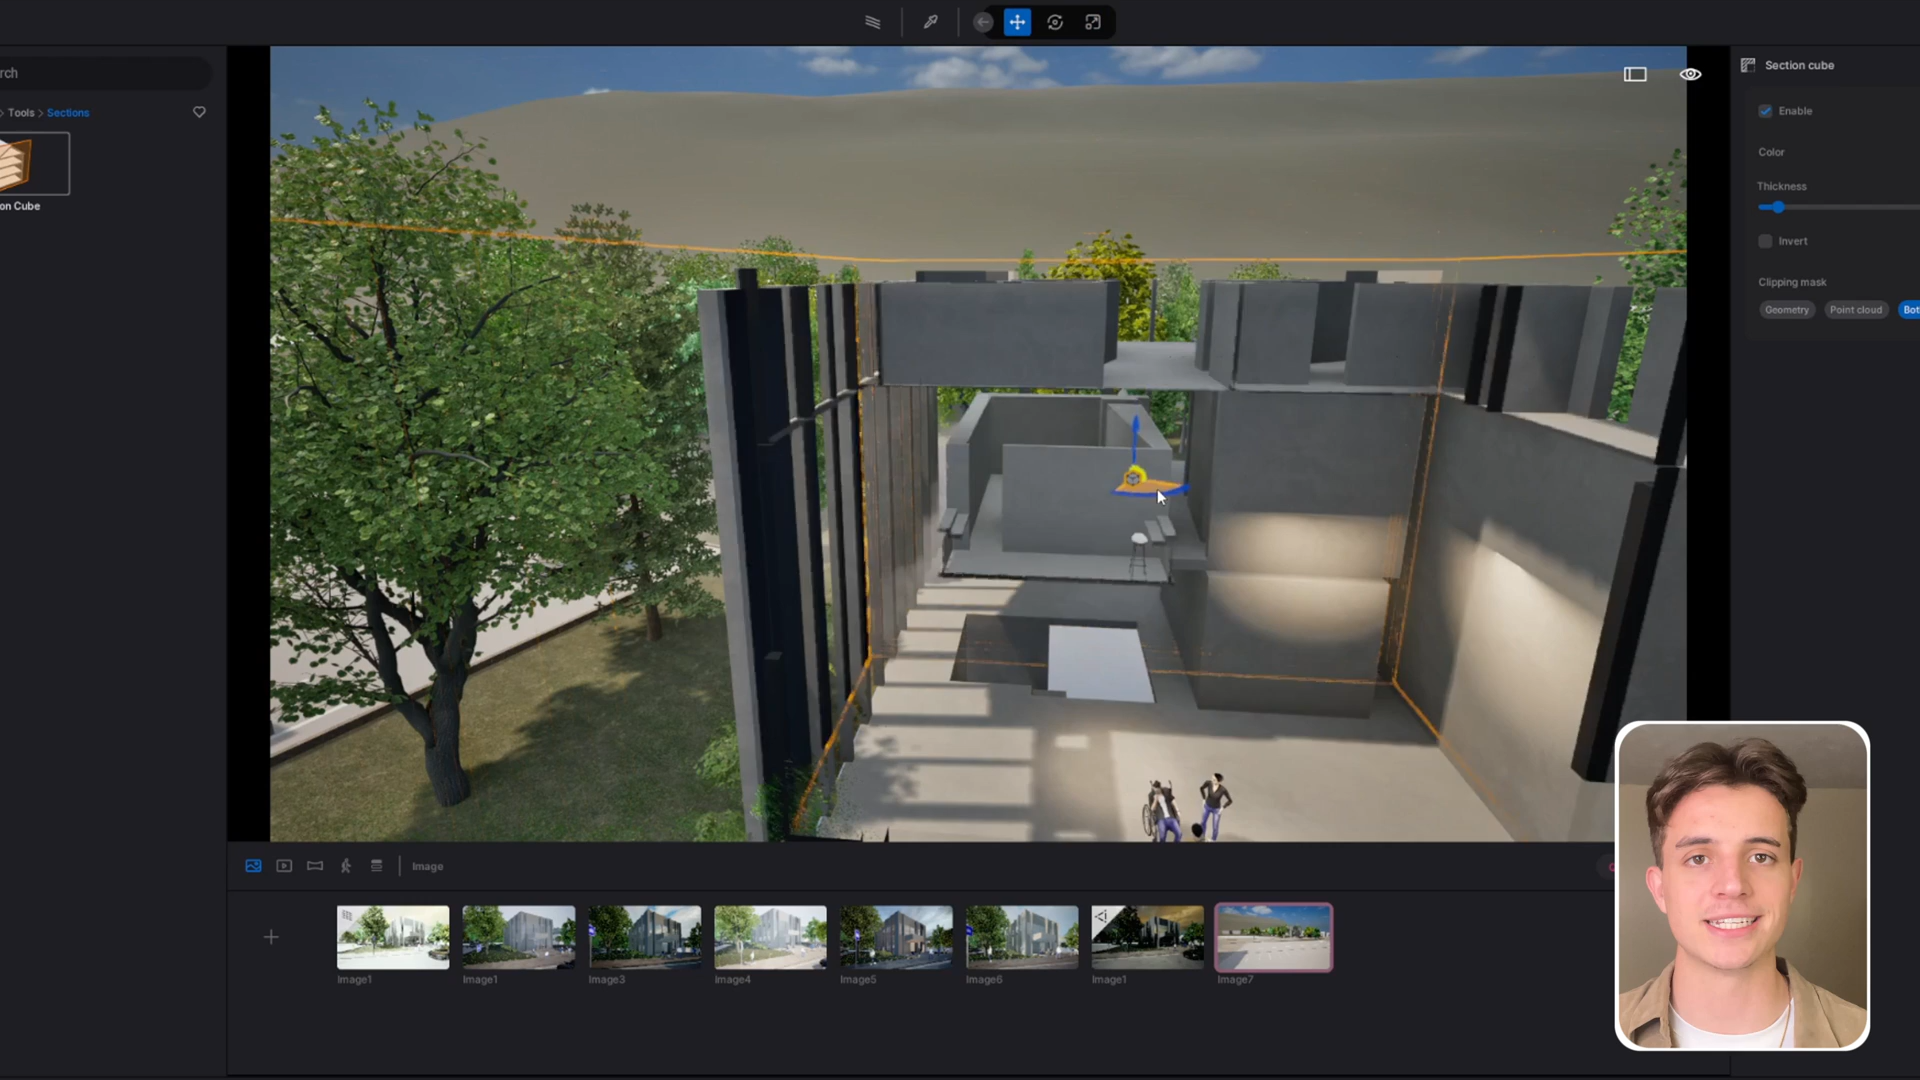 rch
Tools > Sections
on Cube
Section cube
Enable
Color
Thickness
Invert
Clipping mask
Geometry
Point cloud
Bot
Image
Image1
Image1
Image3
Image4
Image5
Image6
Image1
Image7